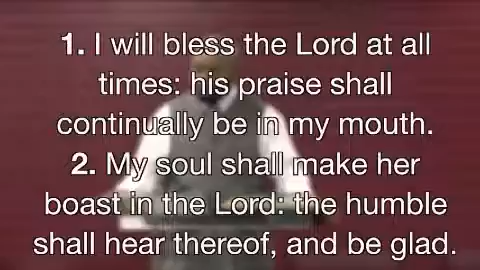 1. I will bless the Lord at all
times: his praise shall
continually be in my mouth.
2. My soul shall make her
boast in the Lord: the humble
shall hear thereof, and be glad.